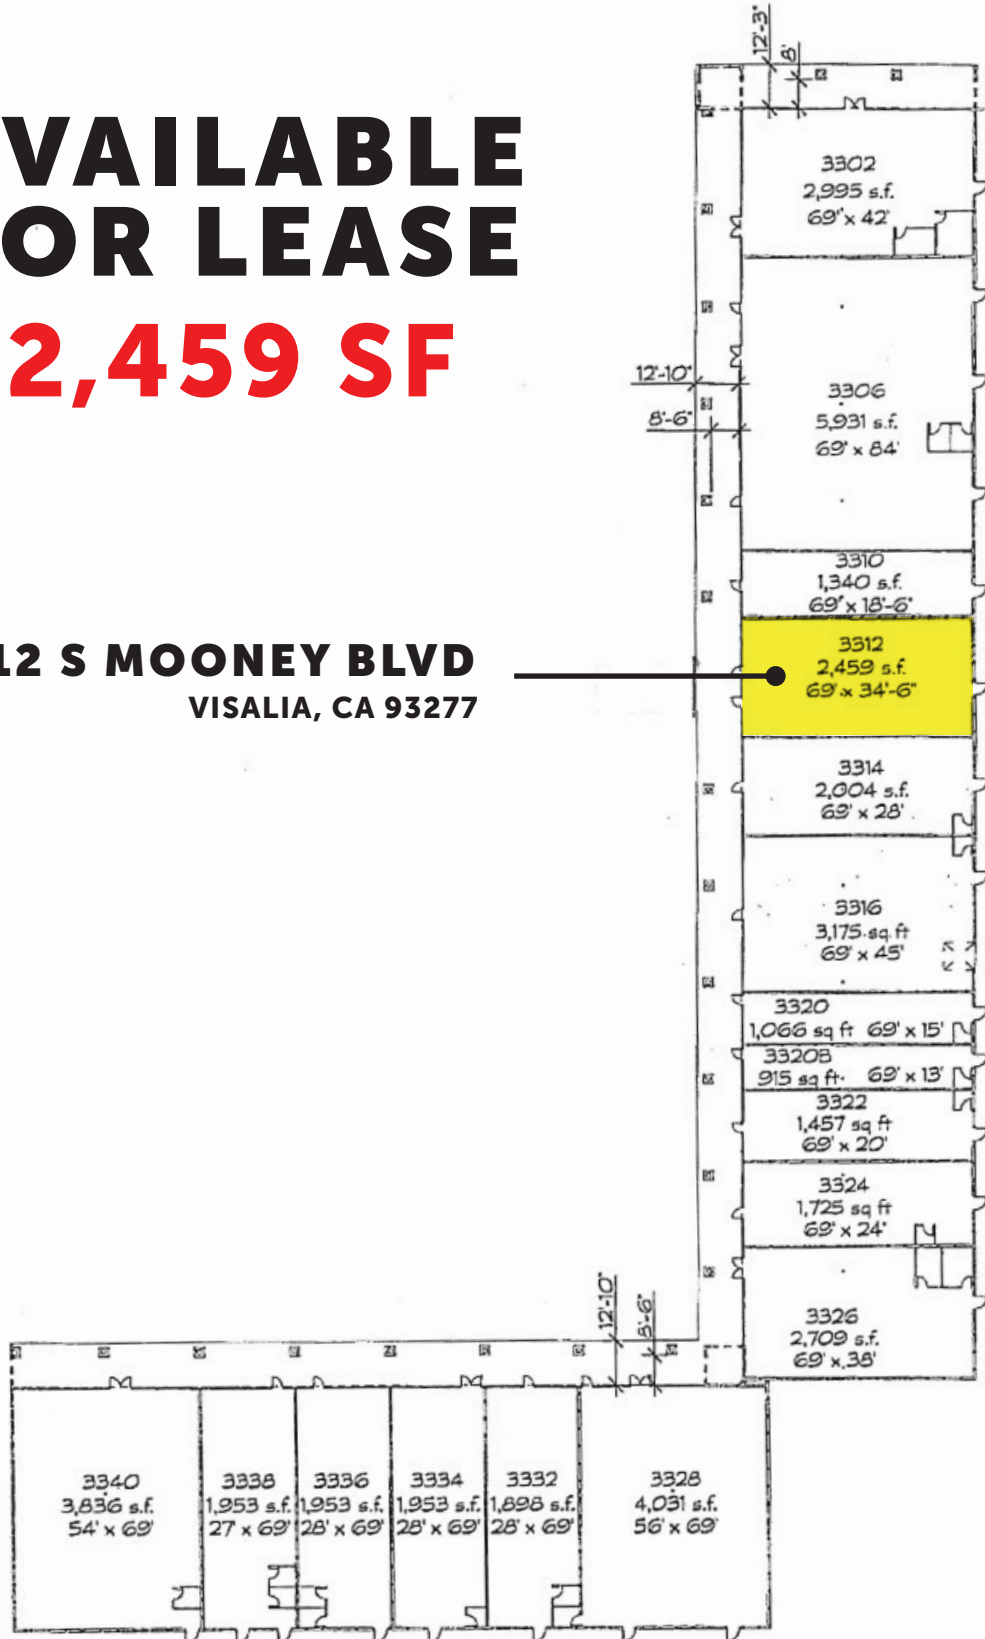 VAILABLE
OR LEASE
2,459 SF
12 S MOONEY BLVD
VISALIA, CA 93277
12'-3"
8'
3302
2,995 s.f.
69' x 42'
12'-10"
8'-6"
3306
5,931 s.f.
69' x 84'
3310
1,340 s.f.
69' x 18'-6"
3312
2,459 s.f.
69' x 34'-6"
3314
2,004 s.f.
69' x 28'
3316
3,175 sq ft
69' x 45'
3320
1,066 sq ft 69' x 15'
3320B
915 sq ft 69' x 13'
3322
1,457 sq ft
69' x 20'
3324
1,725 sq ft
69' x 24'
3326
2,709 s.f.
69' x 38'
12'-10"
8'-6"
3340
3,836 s.f.
54' x 69'
3338
1,953 s.f.
27 x 69'
3336
1,953 s.f.
28' x 69'
3334
1,953 s.f.
28' x 69'
3332
1,898 s.f.
28' x 69'
3328
4,031 s.f.
56' x 69'